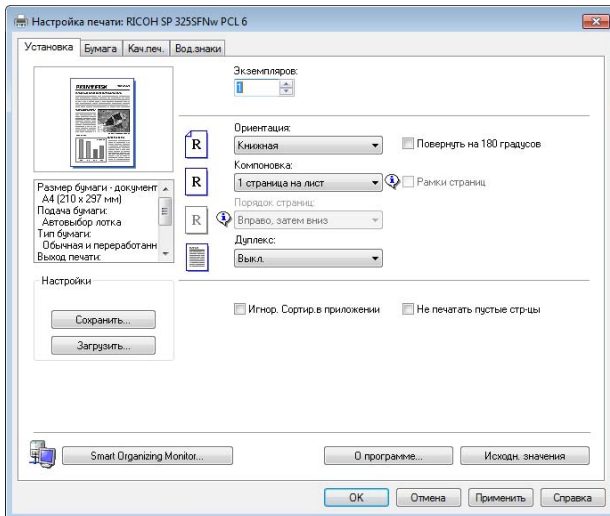 Настройка печати: RICOH SP 325SFNw PCL 6
Установка
Бумага
Кач.печ.
Вод.знаки
Экземпляров:
1
Ориентация:
Книжная
Повернуть на 180 градусов
Компоновка:
1 страница на лист
Рамки страниц
Порядок страниц:
Вправо, затем вниз
Дуплекс:
Выкл.
Размер бумаги - документ
A4 (210 x 297 мм)
Подача бумаги:
Автовыбор лотка
Тип бумаги:
Обычная и переработанн
Выход печати:
Настройки
Сохранить...
Загрузить...
Игнор. Сортир.в приложении
Не печатать пустые стр-цы
Smart Organizing Monitor...
О программе...
Исходн. значения
OK
Отмена
Применить
Справка